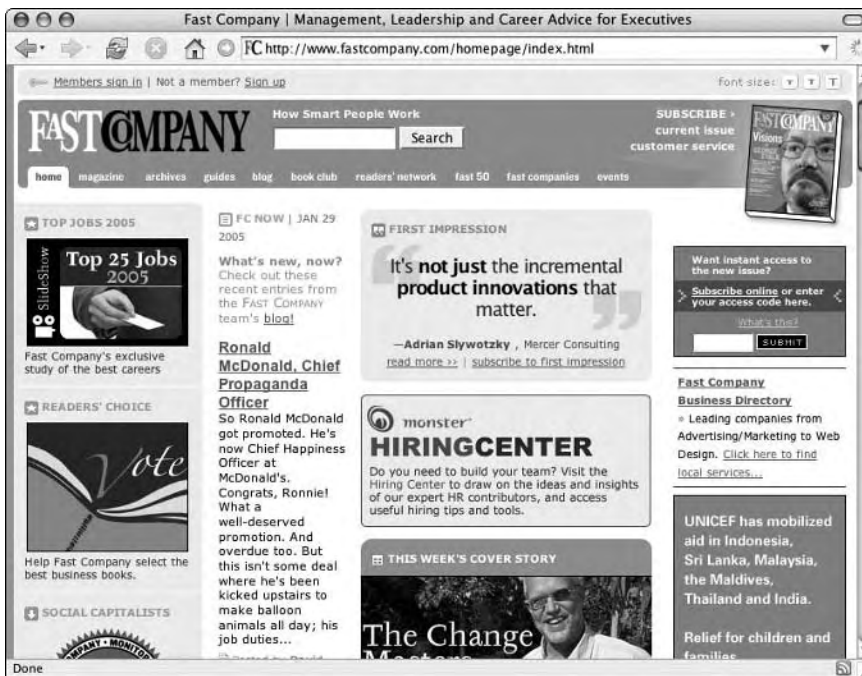 Fast Company | Management, Leadership and Career Advice for Executives
FC http://www.fastcompany.com/homepage/index.html
Members sign in | Not a member? Sign up
font size: T T T
FAST COMPANY
How Smart People Work
Search
SUBSCRIBE ›
current issue
customer service
FAST COMPANY
Visions
home magazine archives guides blog book club readers' network fast 50 fast companies events
TOP JOBS 2005
SlideShow
Top 25 Jobs
2005
Fast Company's exclusive
study of the best careers
READERS' CHOICE
Vote
Help Fast Company select the
best business books.
SOCIAL CAPITALISTS
COMPANY • MONITO
FC NOW | JAN 29
2005
What's new, now?
Check out these
recent entries from
the FAST COMPANY
team's blog!
Ronald
McDonald, Chief
Propaganda
Officer
So Ronald McDonald
got promoted. He's
now Chief Happiness
Officer at
McDonald's.
Congrats, Ronnie!
What a
well-deserved
promotion. And
overdue too. But
this isn't some deal
where he's been
kicked upstairs to
make balloon
animals all day; his
job duties...
Posted by David
FIRST IMPRESSION
It's not just the incremental
product innovations that
matter.
—Adrian Slywotzky , Mercer Consulting
read more >> | subscribe to first impression
monster
HIRINGCENTER
Do you need to build your team? Visit the
Hiring Center to draw on the ideas and insights
of our expert HR contributors, and access
useful hiring tips and tools.
THIS WEEK'S COVER STORY
The Change
Masters
Want instant access to
the new issue?
Subscribe online or enter
your access code here.
What's this?
SUBMIT
Fast Company
Business Directory
» Leading companies from
Advertising/Marketing to Web
Design. Click here to find
local services...
UNICEF has mobilized
aid in Indonesia,
Sri Lanka, Malaysia,
the Maldives,
Thailand and India.
Relief for children and
families
Done